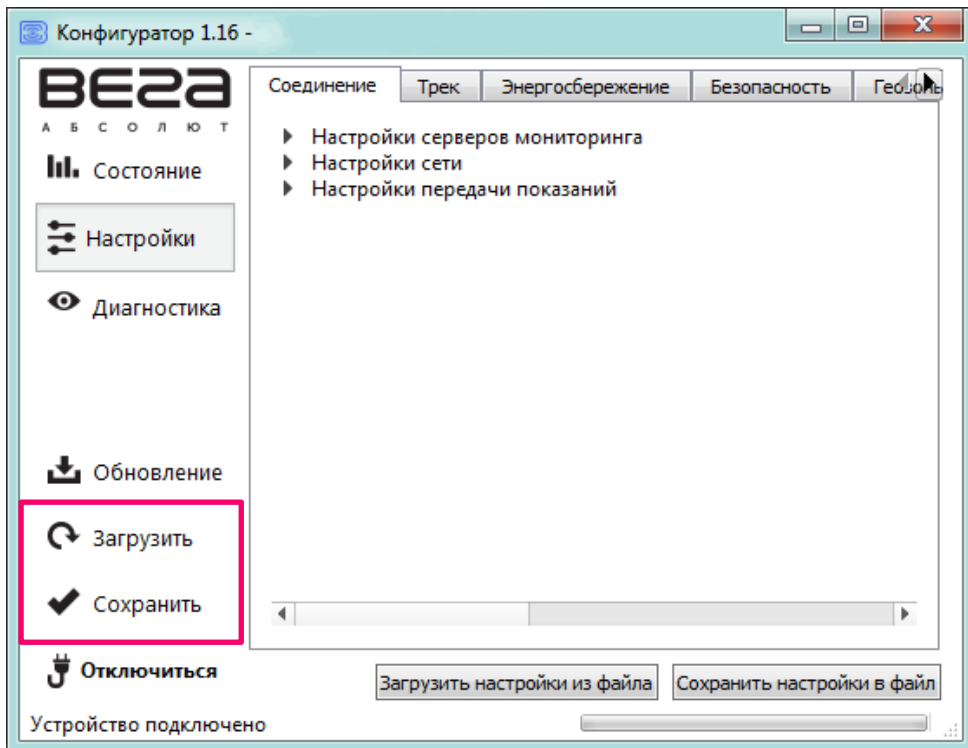 Конфигуратор 1.16 -
ВЕГА
АБСОЛЮТ
Состояние
Настройки
Диагностика
Обновление
Загрузить
Сохранить
Отключиться
Соединение Трек Энергосбережение Безопасность
Настройки серверов мониторинга
Настройки сети
Настройки передачи показаний
Загрузить настройки из файла Сохранить настройки в файл
Устройство подключено